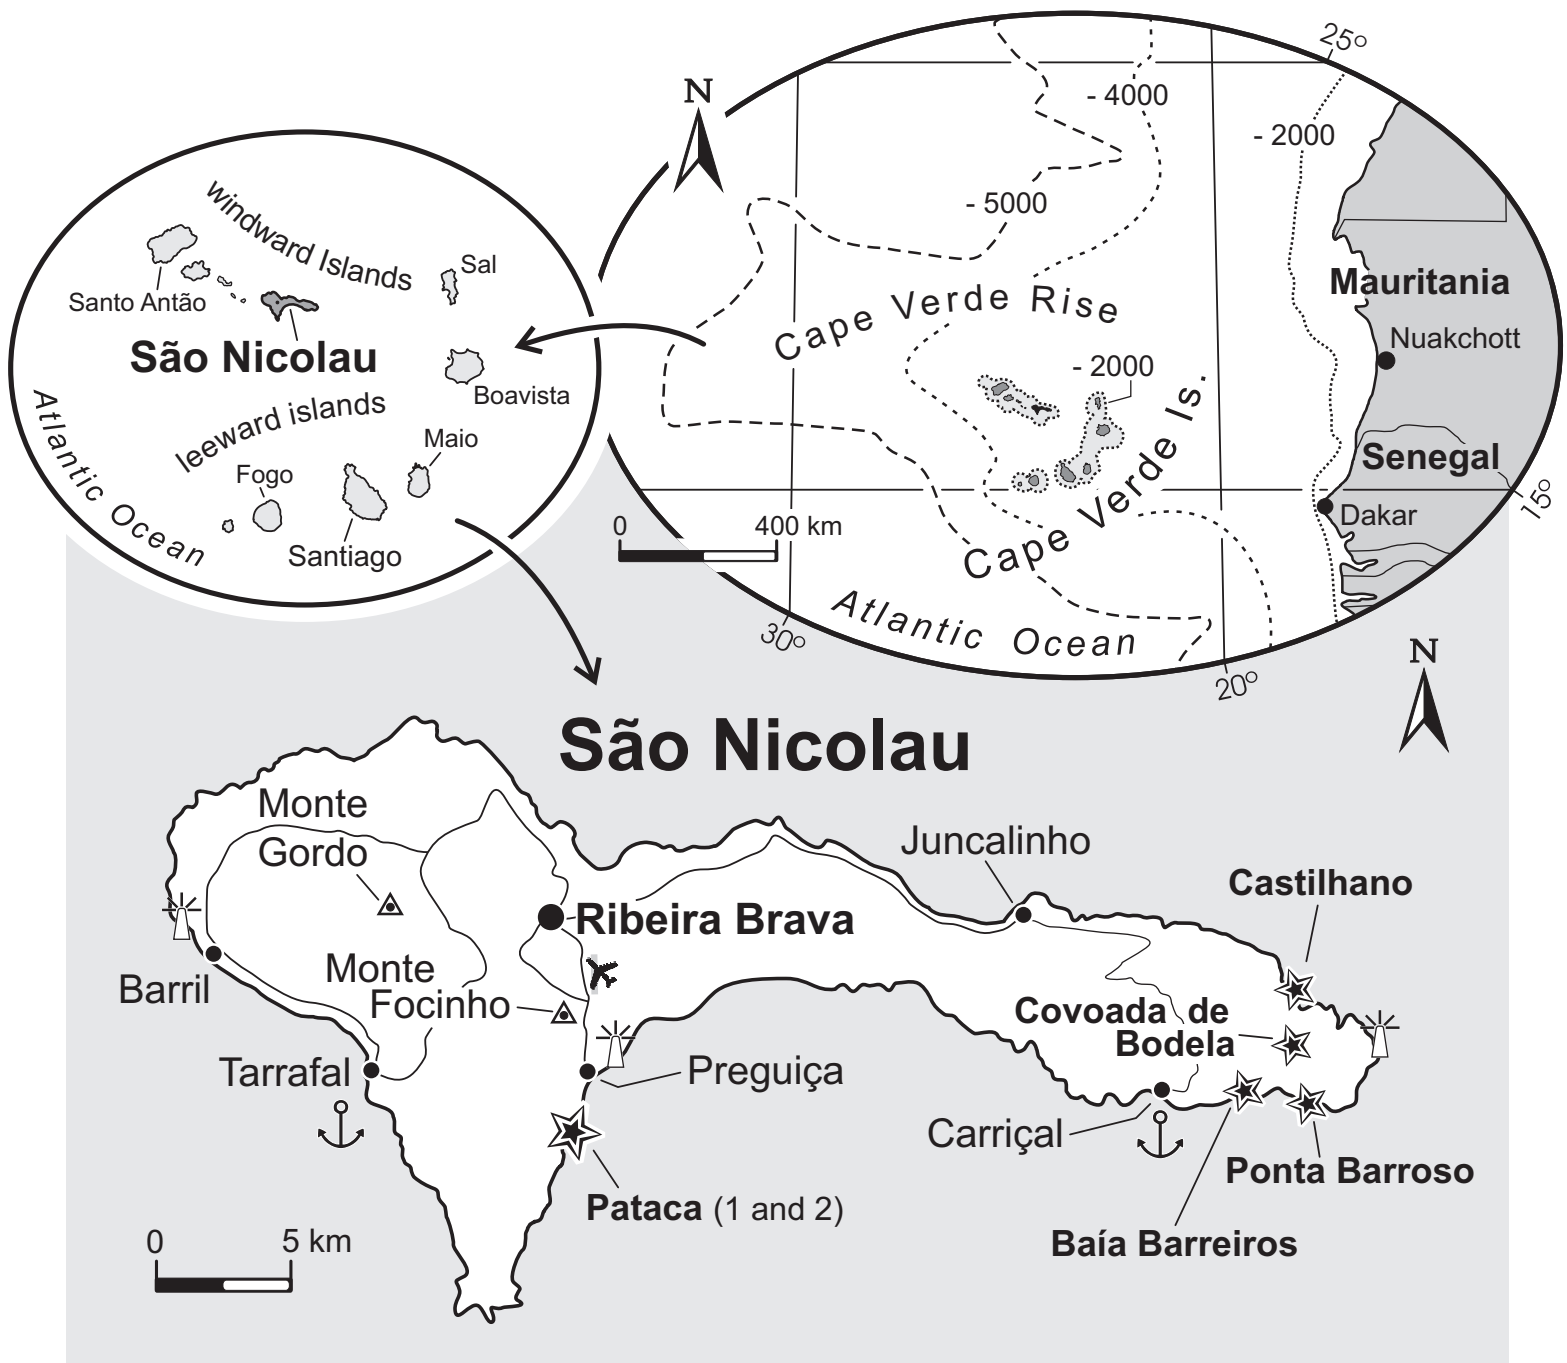 25°
N
- 4000
- 2000
- 5000
Mauritania
Nuakchott
Cape Verde Rise
- 2000
Cape Verde Is.
Senegal
15°
Dakar
0 400 km
Atlantic Ocean
30°
20°
windward Islands
Sal
Santo Antão
São Nicolau
Boavista
leeward islands
Maio
Fogo
Santiago
Atlantic Ocean
N
São Nicolau
Monte
Gordo
Juncalinho
Castilhano
Ribeira Brava
Barril
Monte
Focinho
Covoada de
Bodela
Tarrafal
Preguiça
Carriçal
Ponta Barroso
Pataca (1 and 2)
Baía Barreiros
0 5 km